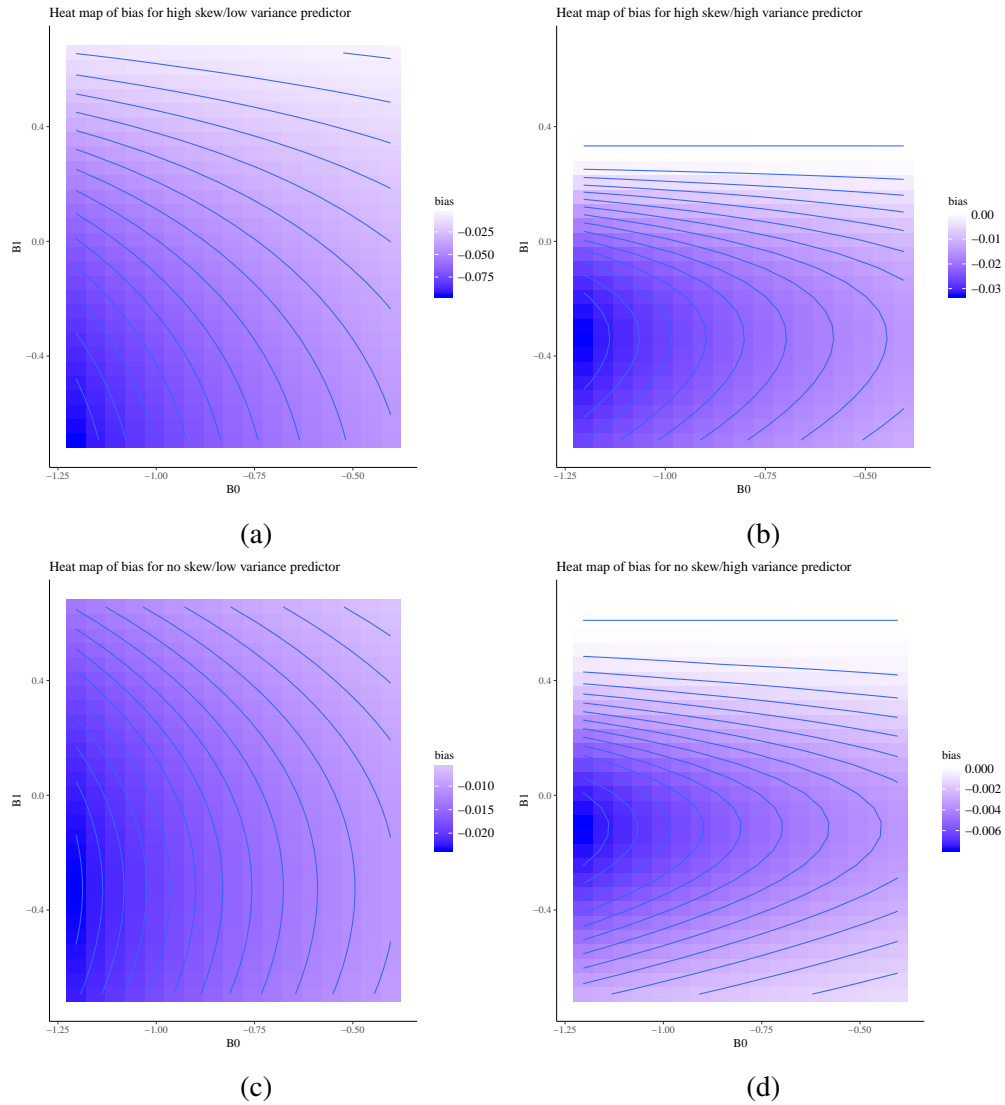 Heat map of bias for high skew/low variance predictor
0.4
0.0
−0.4
B1
−1.25
−1.00
−0.75
−0.50
B0
bias
−0.025
−0.050
−0.075
(a)
Heat map of bias for high skew/high variance predictor
0.4
0.0
−0.4
B1
−1.25
−1.00
−0.75
−0.50
B0
bias
0.00
−0.01
−0.02
−0.03
(b)
Heat map of bias for no skew/low variance predictor
0.4
0.0
−0.4
B1
−1.25
−1.00
−0.75
−0.50
B0
bias
−0.010
−0.015
−0.020
(c)
Heat map of bias for no skew/high variance predictor
0.4
0.0
−0.4
B1
−1.25
−1.00
−0.75
−0.50
B0
bias
0.000
−0.002
−0.004
−0.006
(d)